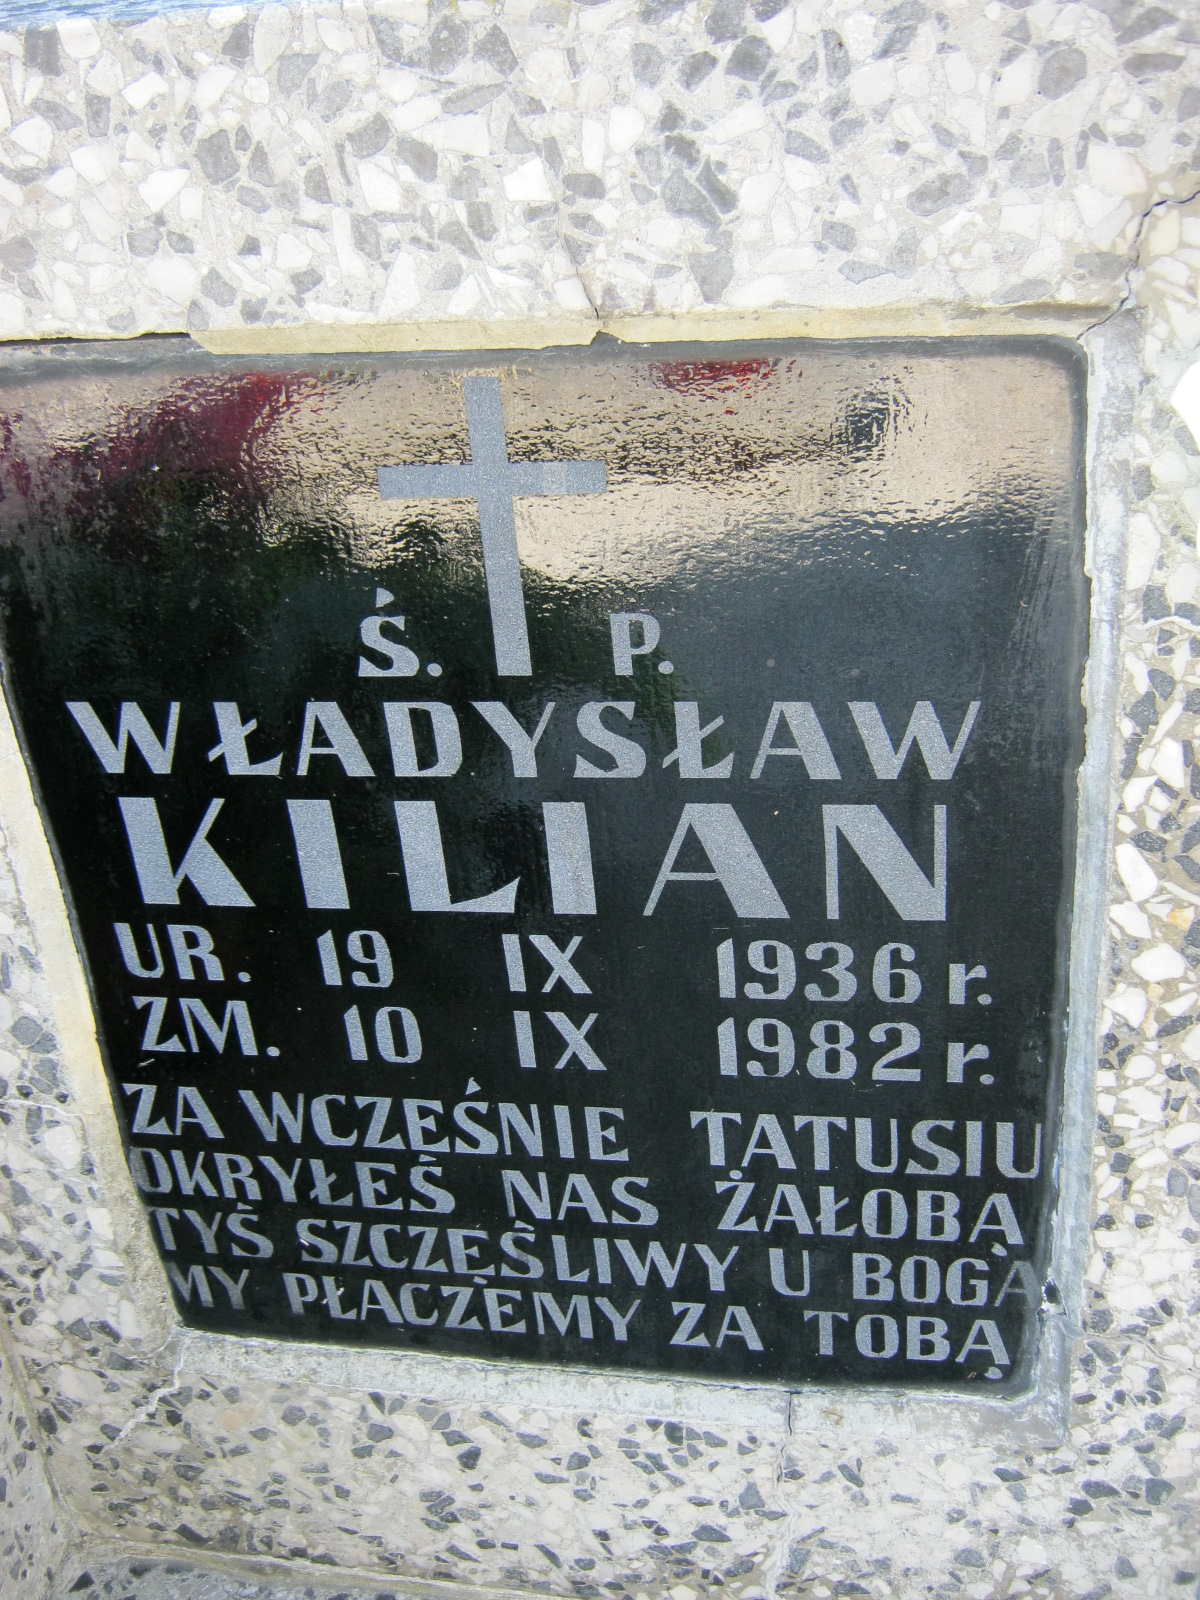 Ś. P.
WŁADYSŁAW
KILIAN
UR. 19 IX 1936 r.
ZM. 10 IX 1982 r.
ZA WCZEŚNIE TATUSIU
OKRYŁEŚ NAS ŻAŁOBĄ
TYŚ SZCZĘŚLIWY U BOGA
MY PŁACZEMY ZA TOBĄ